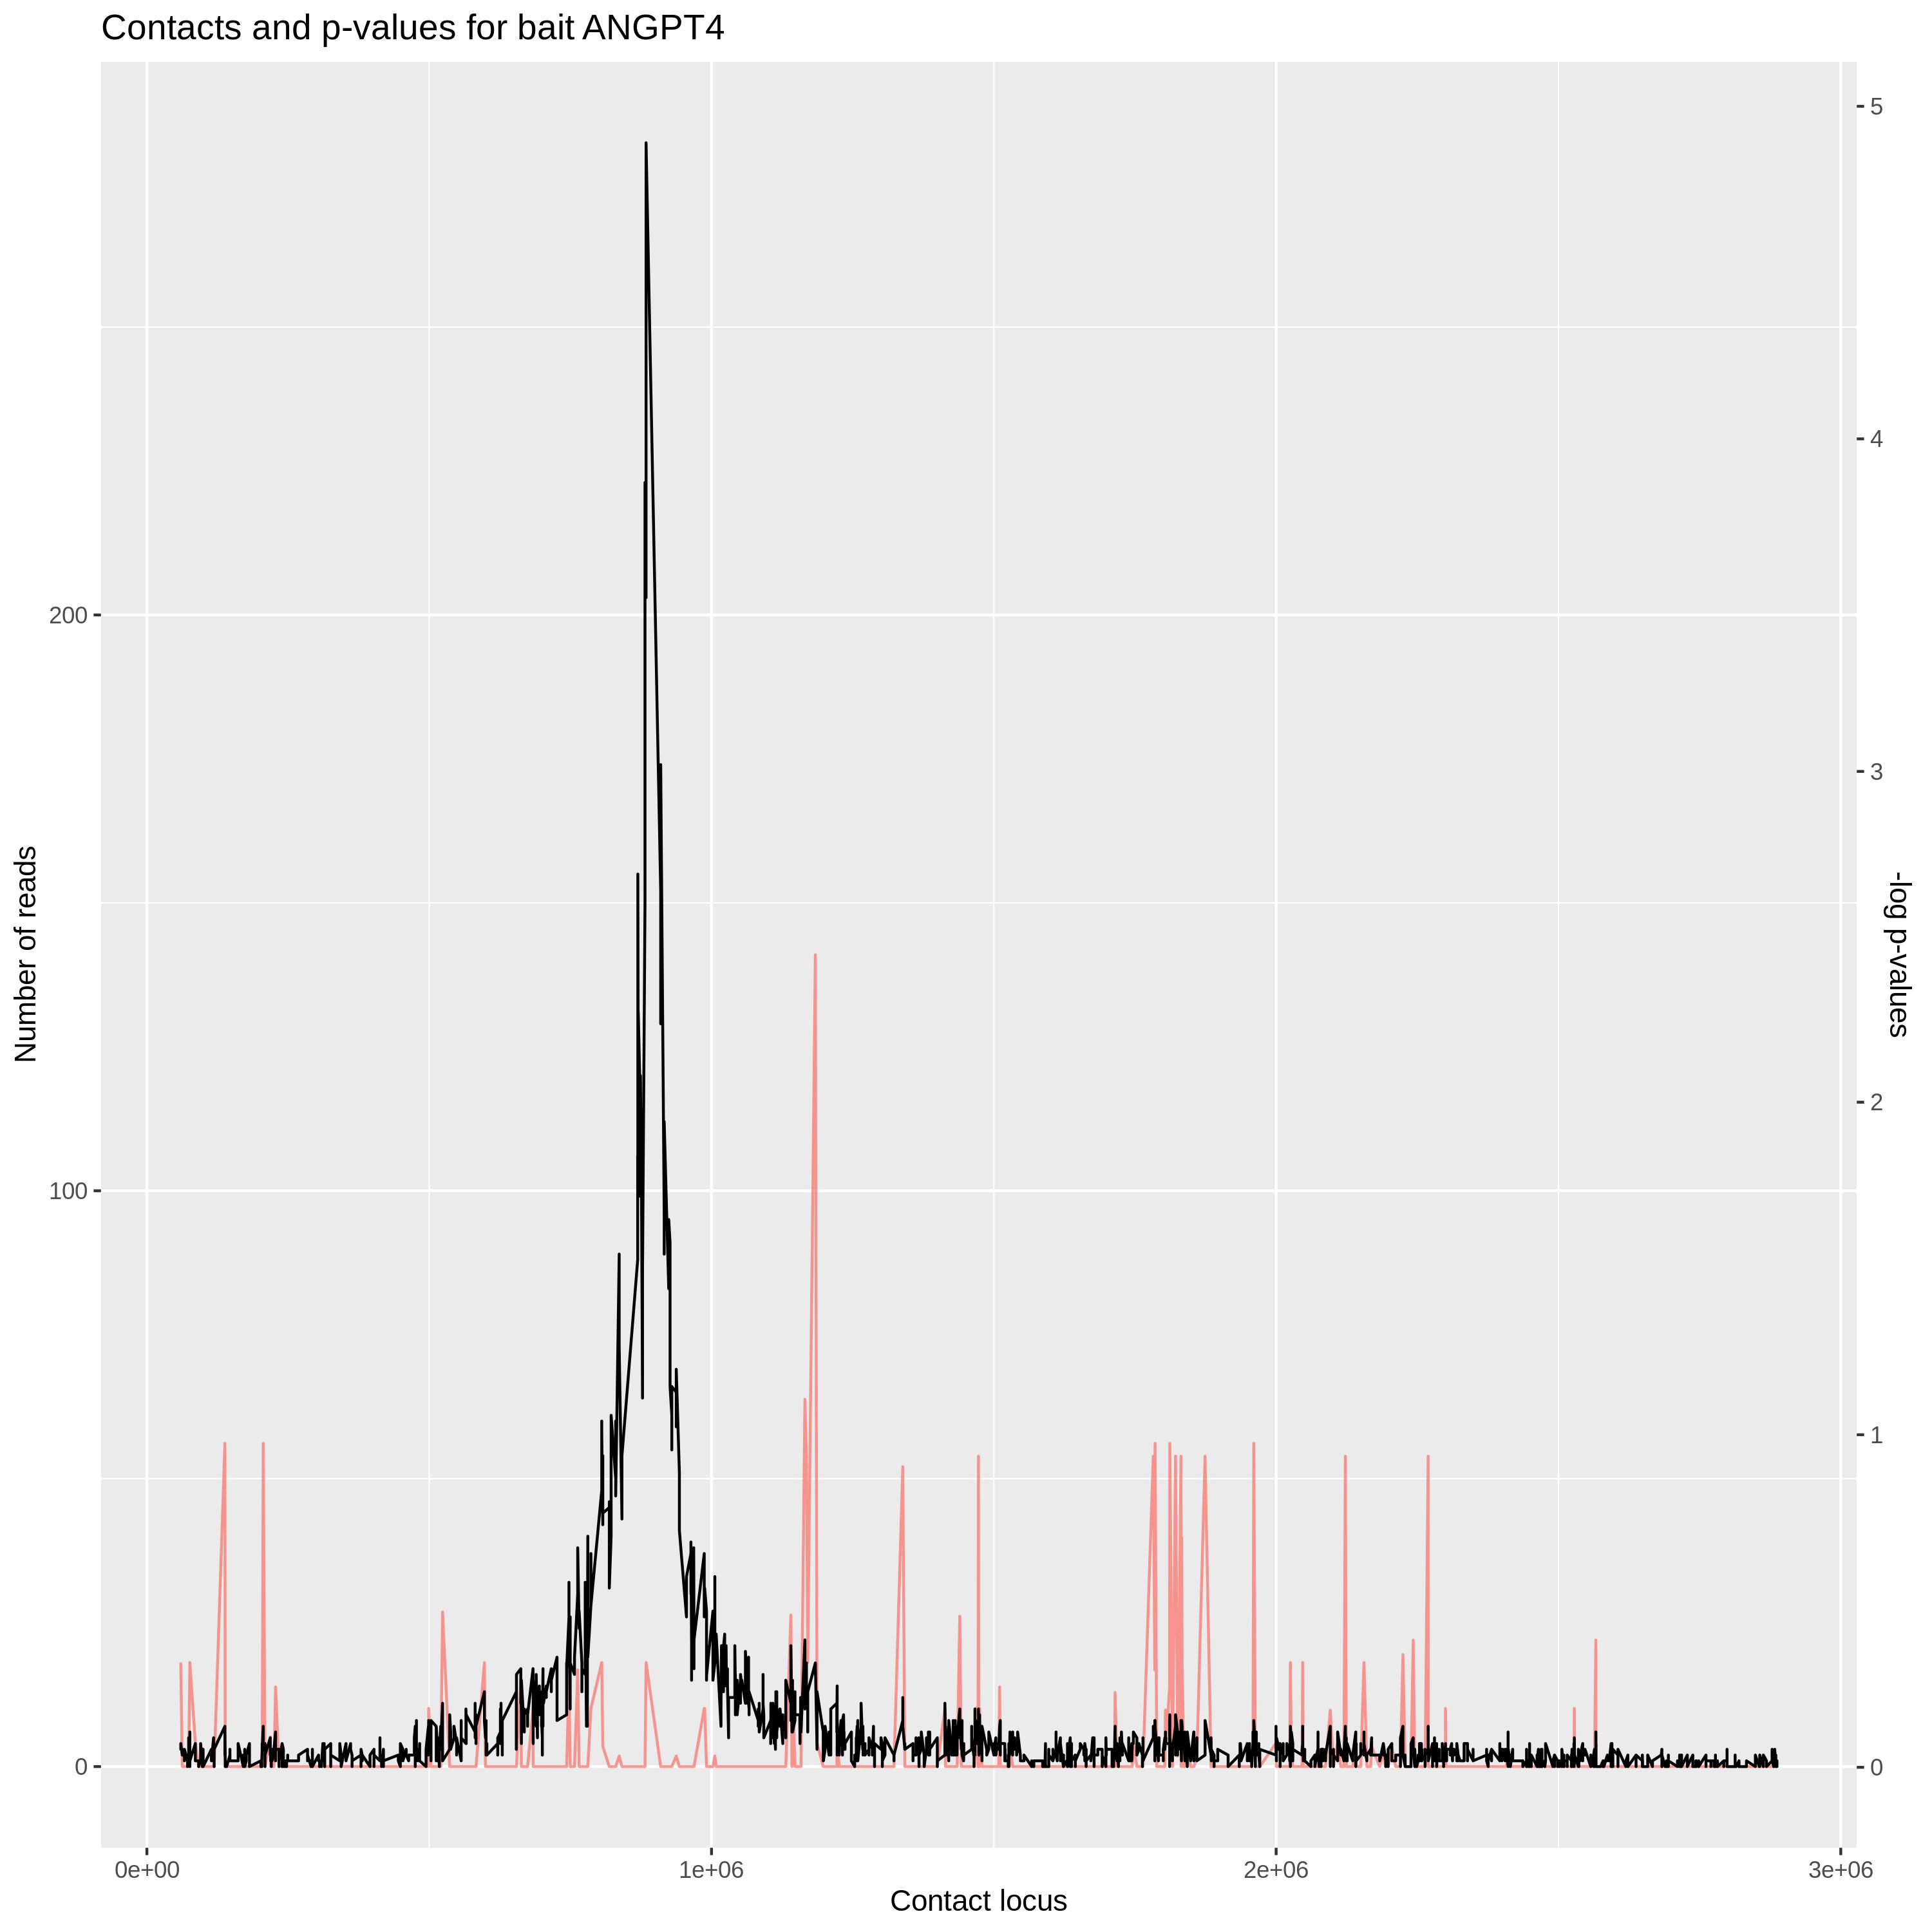 Contacts and p-values for bait ANGPT4
Number of reads
200
100
0
5
4
3
2
1
0
-log p-values
0e+00
1e+06
2e+06
3e+06
Contact locus